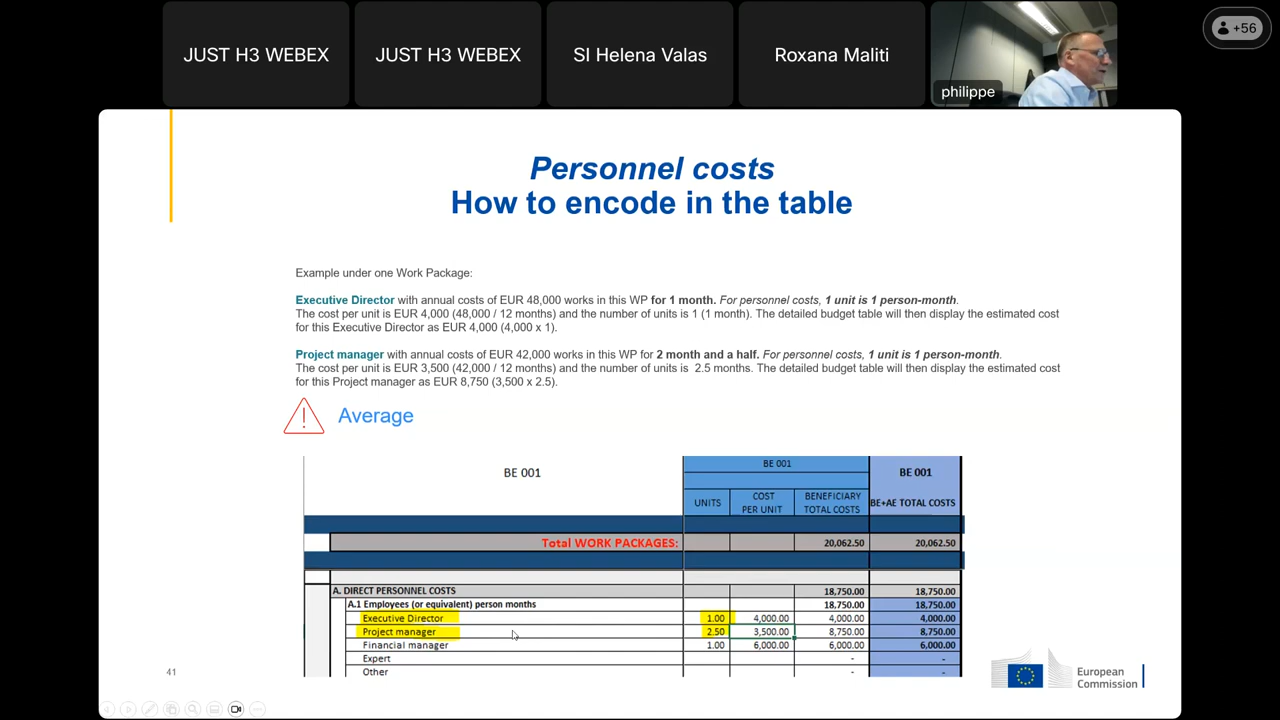 JUST H3 WEBEX
JUST H3 WEBEX
SI Helena Valas
Roxana Maliti
philippe
+56
Personnel costs
How to encode in the table
Example under one Work Package:
Executive Director with annual costs of EUR 48,000 works in this WP for 1 month. For personnel costs, 1 unit is 1 person-month.
The cost per unit is EUR 4,000 (48,000 / 12 months) and the number of units is 1 (1 month). The detailed budget table will then display the estimated cost
for this Executive Director as EUR 4,000 (4,000 x 1).
Project manager with annual costs of EUR 42,000 works in this WP for 2 month and a half. For personnel costs, 1 unit is 1 person-month.
The cost per unit is EUR 3,500 (42,000 / 12 months) and the number of units is 2.5 months. The detailed budget table will then display the estimated cost
for this Project manager as EUR 8,750 (3,500 x 2.5).
! Average
BE 001 BE 001 BE 001
UNITS COST PER UNIT BENEFICIARY TOTAL COSTS BE+AE TOTAL COSTS
Total WORK PACKAGES: 20,062.50 20,062.50
A. DIRECT PERSONNEL COSTS 18,750.00 18,750.00
A.1 Employees (or equivalent) person months 18,750.00 18,750.00
Executive Director 1.00 4,000.00 4,000.00 4,000.00
Project manager 2.50 3,500.00 8,750.00 8,750.00
Financial manager 1.00 6,000.00 6,000.00 6,000.00
Expert - -
Other - -
41
European
Commission